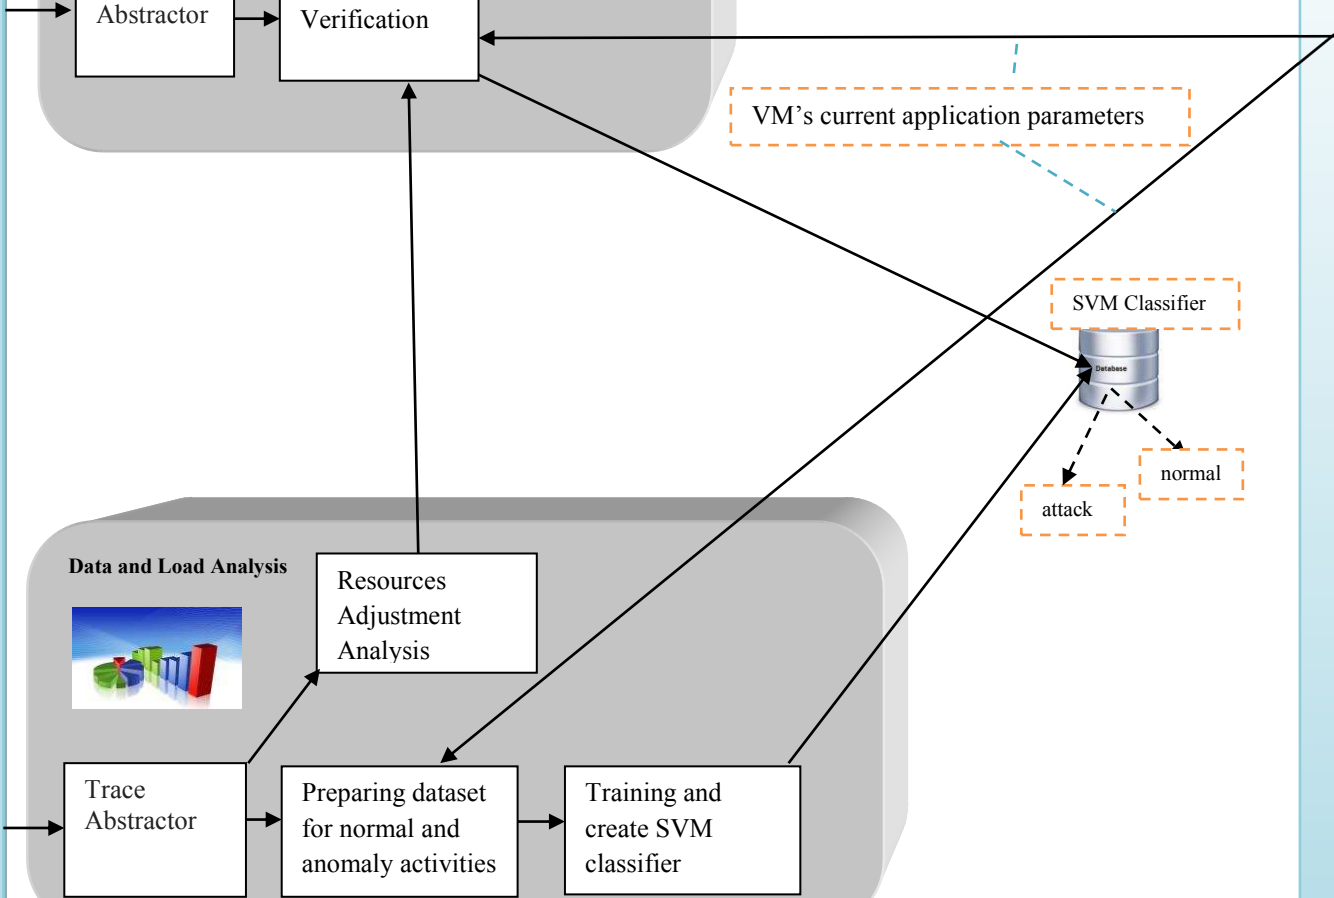 Abstractor
Verification
VM’s current application parameters
SVM Classifier
Database
normal
attack
Data and Load Analysis
Resources
Adjustment
Analysis
Trace
Abstractor
Preparing dataset
for normal and
anomaly activities
Training and
create SVM
classifier